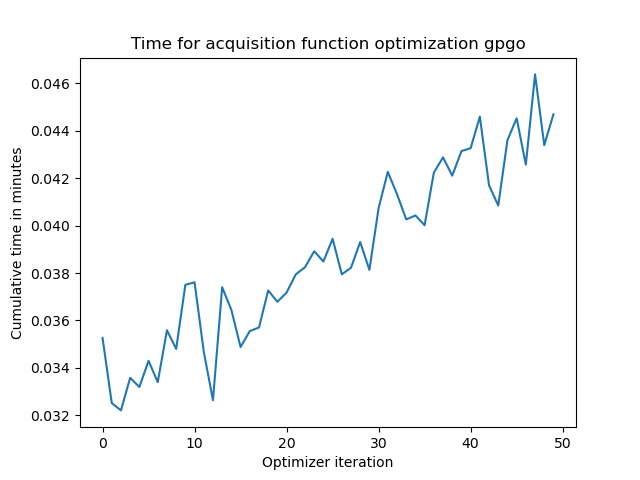 Time for acquisition function optimization gpgo
0.046
0.044
0.042
0.040
0.038
0.036
0.034
0.032
Cumulative time in minutes
0 10 20 30 40 50
Optimizer iteration